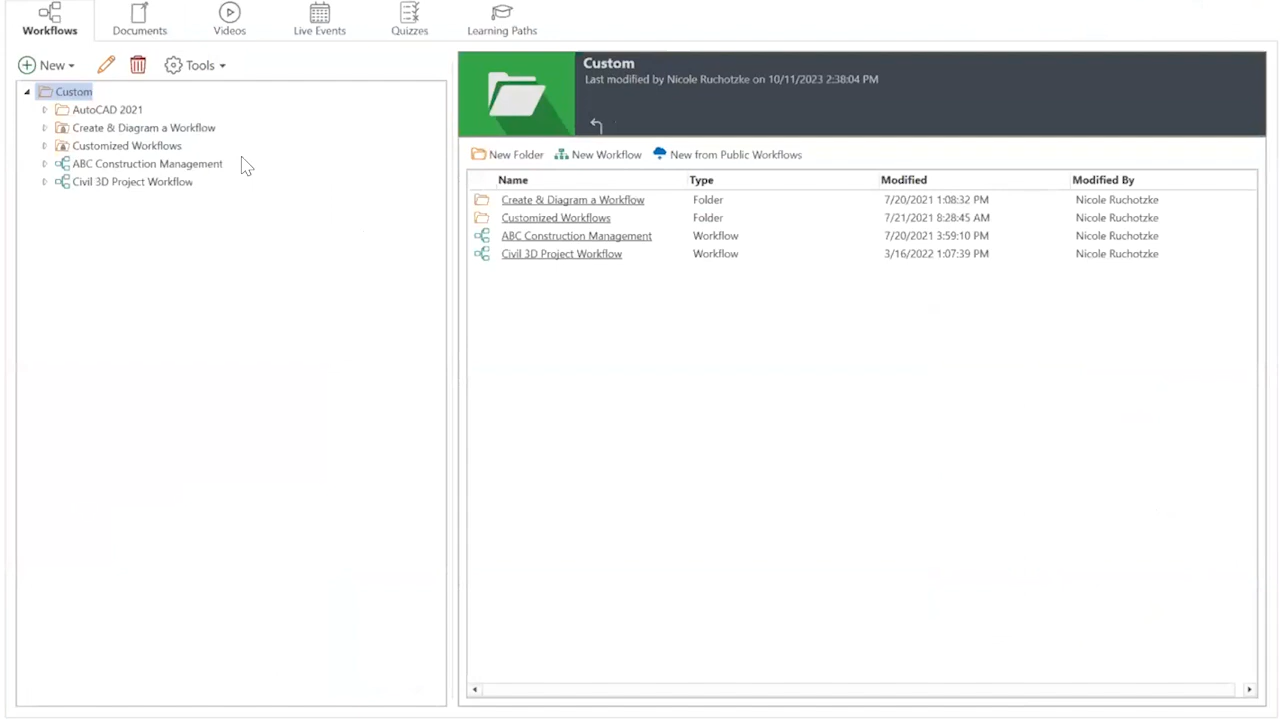 Workflows Documents Videos Live Events Quizzes Learning Paths
New Tools
Custom
AutoCAD 2021
Create & Diagram a Workflow
Customized Workflows
ABC Construction Management
Civil 3D Project Workflow
Custom
Last modified by Nicole Ruchotzke on 10/11/2023 2:38:04 PM
New Folder New Workflow New from Public Workflows
Name Type Modified Modified By
Create & Diagram a Workflow Folder 7/20/2021 1:08:32 PM Nicole Ruchotzke
Customized Workflows Folder 7/21/2021 8:28:45 AM Nicole Ruchotzke
ABC Construction Management Workflow 7/20/2021 3:59:10 PM Nicole Ruchotzke
Civil 3D Project Workflow Workflow 3/16/2022 1:07:39 PM Nicole Ruchotzke